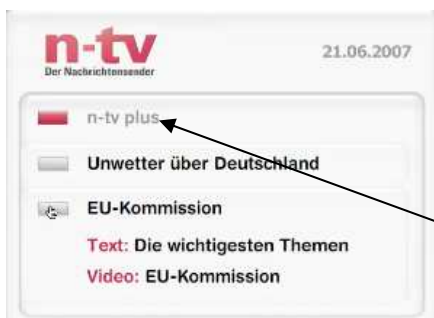 n-tv
Der Nachrichtensender
21.06.2007
n-tv plus
Unwetter über Deutschland
EU-Kommission
Text: Die wichtigesten Themen
Video: EU-Kommission